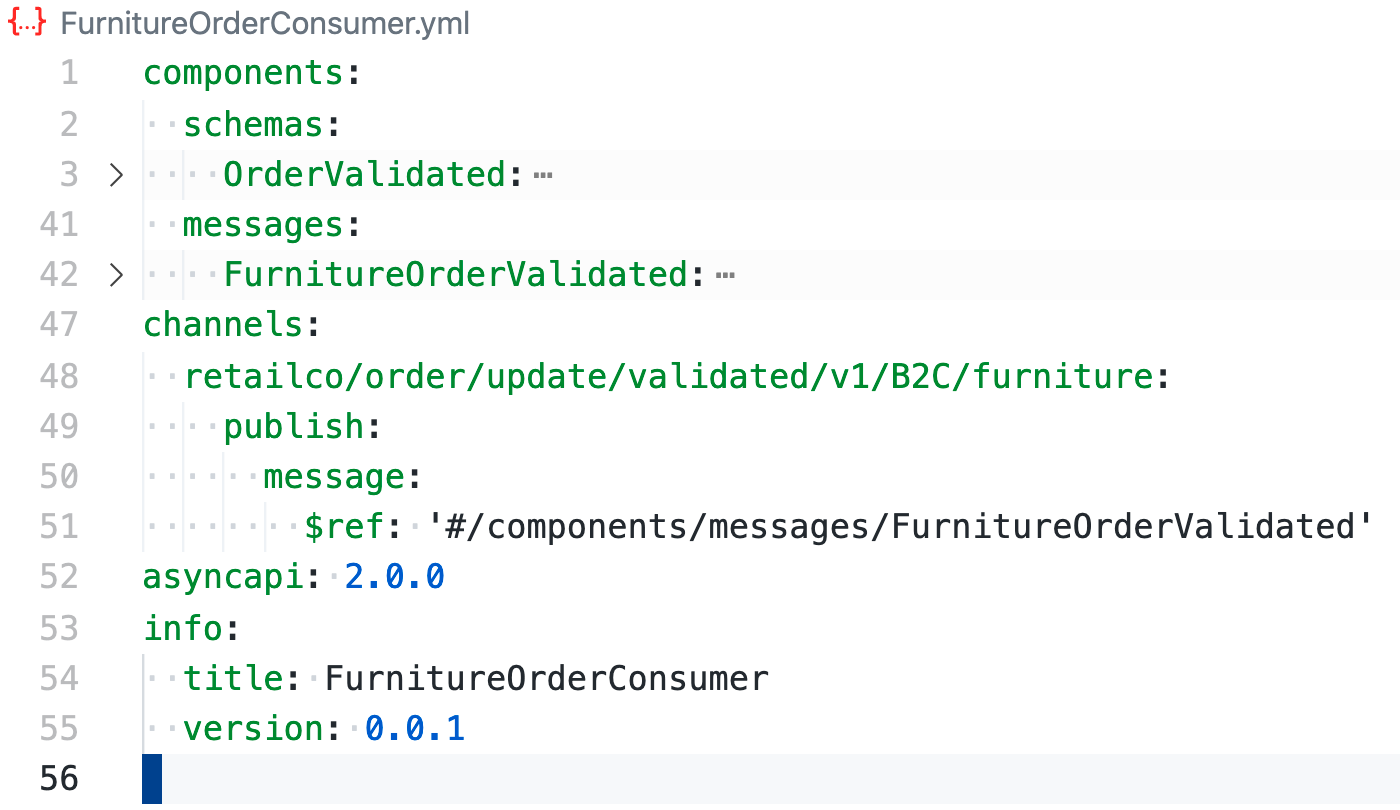 {...} FurnitureOrderConsumer.yml
1 components:
2 schemas:
3 > OrderValidated: ⋯
41 messages:
42 > FurnitureOrderValidated: ⋯
47 channels:
48 retailco/order/update/validated/v1/B2C/furniture:
49 publish:
50 message:
51 $ref: '#/components/messages/FurnitureOrderValidated'
52 asyncapi: 2.0.0
53 info:
54 title: FurnitureOrderConsumer
55 version: 0.0.1
56